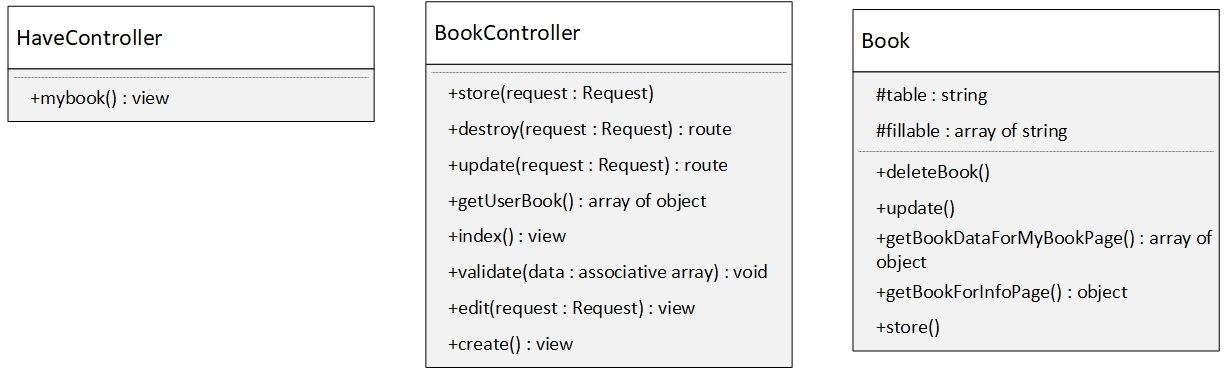 HaveController
+mybook() : view
BookController
+store(request : Request)
+destroy(request : Request) : route
+update(request : Request) : route
+getUserBook() : array of object
+index() : view
+validate(data : associative array) : void
+edit(request : Request) : view
+create() : view
Book
#table : string
#fillable : array of string
+deleteBook()
+update()
+getBookDataForMyBookPage() : array of
object
+getBookForInfoPage() : object
+store()